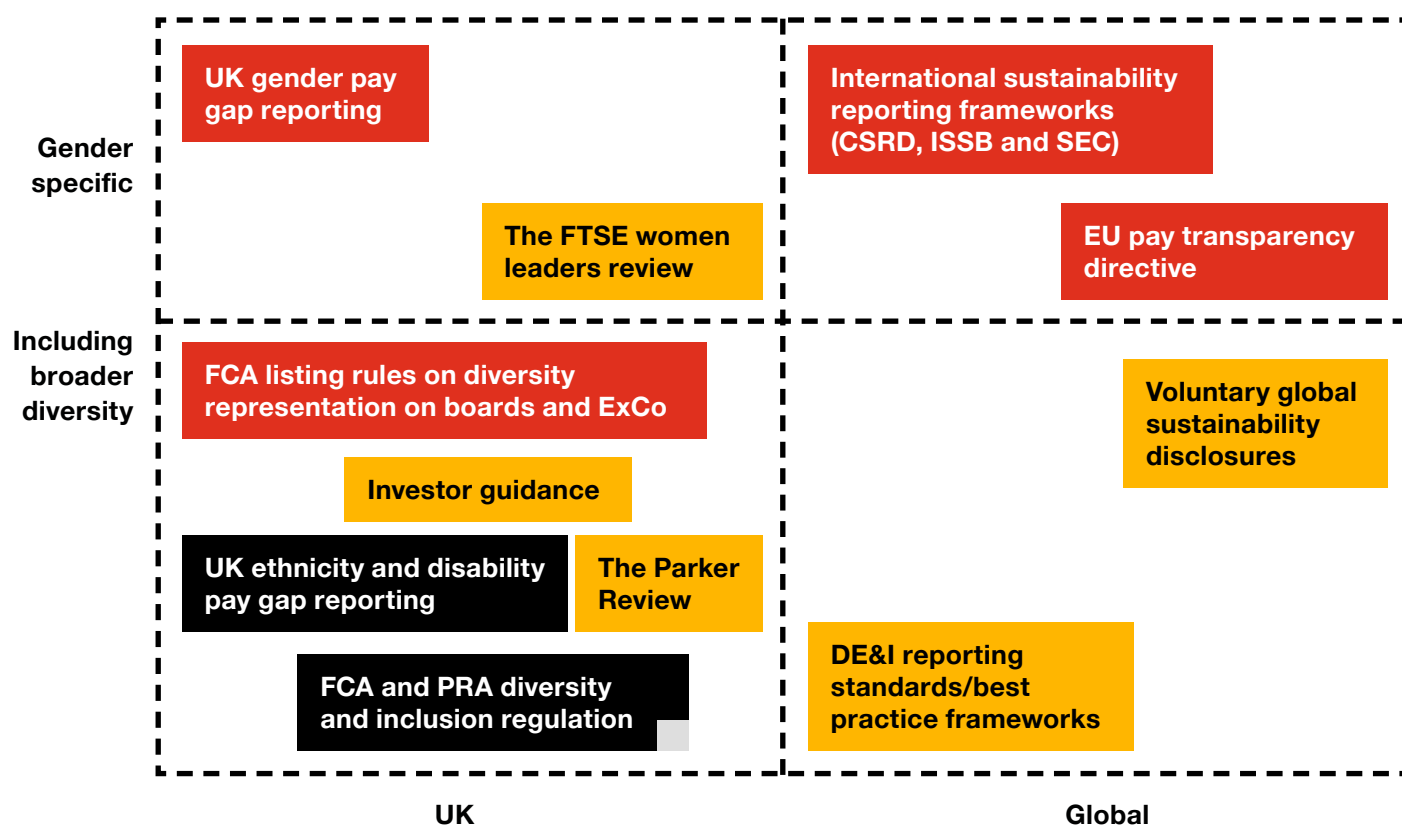 Gender
specific
UK gender pay
gap reporting
The FTSE women
leaders review
International sustainability
reporting frameworks
(CSRD, ISSB and SEC)
EU pay transparency
directive
Including
broader
diversity
FCA listing rules on diversity
representation on boards and ExCo
Investor guidance
UK ethnicity and disability
pay gap reporting
The Parker
Review
FCA and PRA diversity
and inclusion regulation
Voluntary global
sustainability
disclosures
DE&I reporting
standards/best
practice frameworks
UK
Global